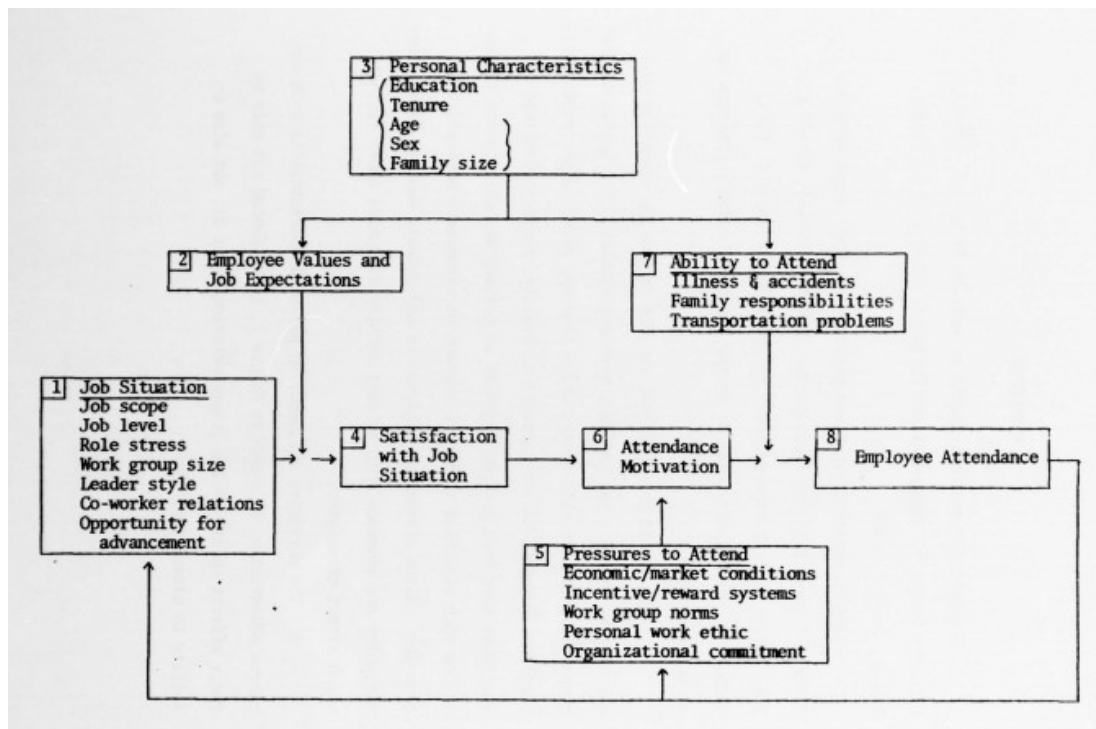 3 Personal Characteristics
Education
Tenure
Age
Sex
Family size
2 Employee Values and
Job Expectations
7 Ability to Attend
Illness & accidents
Family responsibilities
Transportation problems
1 Job Situation
Job scope
Job level
Role stress
Work group size
Leader style
Co-worker relations
Opportunity for
advancement
4 Satisfaction
with Job
Situation
6 Attendance
Motivation
8 Employee Attendance
5 Pressures to Attend
Economic/market conditions
Incentive/reward systems
Work group norms
Personal work ethic
Organizational commitment